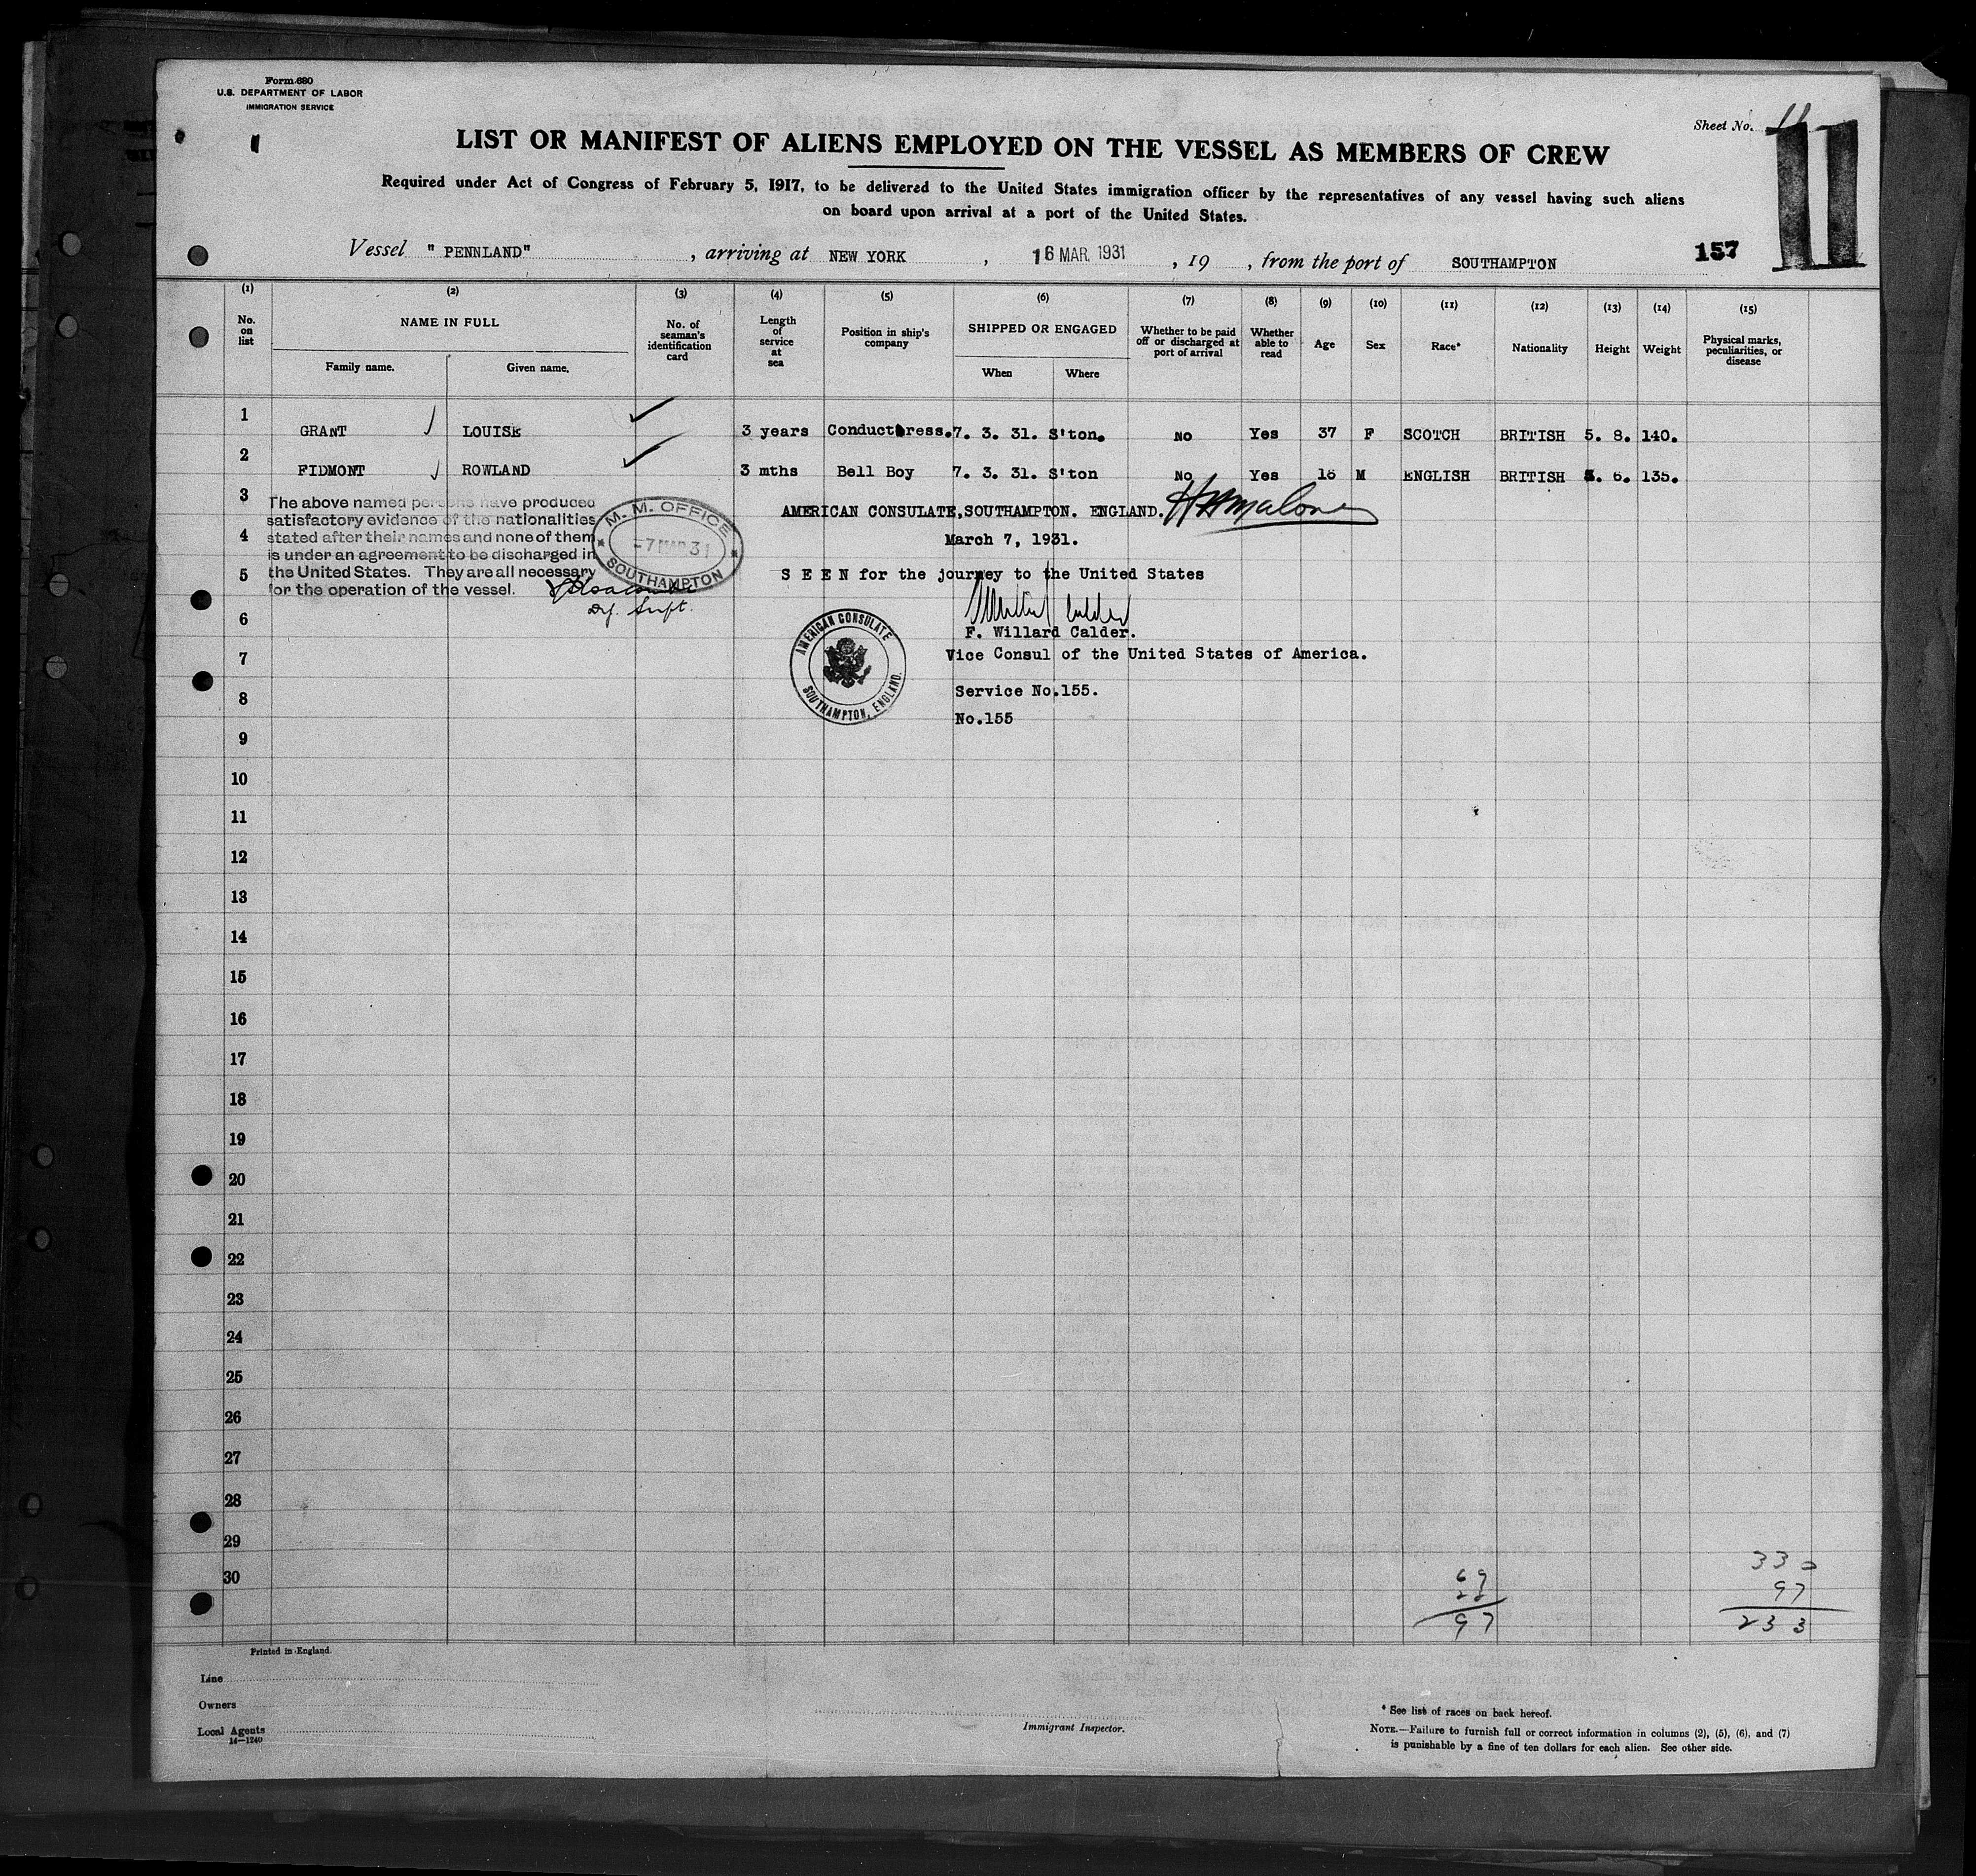 Form 680
U.S. DEPARTMENT OF LABOR
IMMIGRATION SERVICE
Sheet No. 11
11
LIST OR MANIFEST OF ALIENS EMPLOYED ON THE VESSEL AS MEMBERS OF CREW
Required under Act of Congress of February 5, 1917, to be delivered to the United States immigration officer by the representatives of any vessel having such aliens
on board upon arrival at a port of the United States.
Vessel "PENNLAND", arriving at NEW YORK, 16 MAR. 1931, 19 , from the port of SOUTHAMPTON
157
(1) (2) (3) (4) (5) (6) (7) (8) (9) (10) (11) (12) (13) (14) (15)
No. on list
NAME IN FULL
Family name. Given name.
No. of seaman's identification card
Length of service at sea
Position in ship's company
SHIPPED OR ENGAGED
When Where
Whether to be paid off or discharged at port of arrival
Whether able to read
Age
Sex
Race*
Nationality
Height
Weight
Physical marks, peculiarities, or disease
1 GRANT LOUISE 3 years Conductress. 7. 3. 31. S'ton. No Yes 37 F SCOTCH BRITISH 5. 8. 140.
2 FIDMONT ROWLAND 3 mths Bell Boy 7. 3. 31. S'ton No Yes 16 M ENGLISH BRITISH 5. 6. 135.
3
4
5
6
7
8
9
10
11
12
13
14
15
16
17
18
19
20
21
22
23
24
25
26
27
28
29
30
The above named persons have produced
satisfactory evidence of the nationalities
stated after their names and none of them
is under an agreement to be discharged in
the United States. They are all necessary
for the operation of the vessel.
Dy. Supt.
M. M. OFFICE
-7 MAR 31
SOUTHAMPTON
AMERICAN CONSULATE, SOUTHAMPTON. ENGLAND. HHMalone
March 7, 1931.
S E E N for the journey to the United States
F. Willard Calder.
Vice Consul of the United States of America.
AMERICAN CONSULATE
SOUTHAMPTON, ENGLAND.
Service No.155.
No.155
69
28
97
330
97
233
Printed in England.
Line
Owners
Local Agents
14—1240
Immigrant Inspector.
* See list of races on back hereof.
NOTE.—Failure to furnish full or correct information in columns (2), (5), (6), and (7)
is punishable by a fine of ten dollars for each alien. See other side.